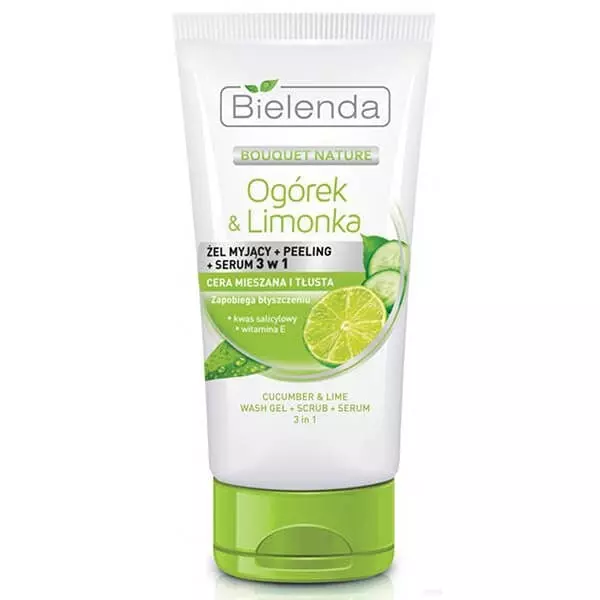 Bielenda
BOUQUET NATURE
Ogórek
& Limonka
ŻEL MYJĄCY + PEELING
+ SERUM 3 w 1
CERA MIESZANA I TŁUSTA
Zapobiega błyszczeniu
• kwas salicylowy
• witamina E
CUCUMBER & LIME
WASH GEL + SCRUB + SERUM
3 in 1